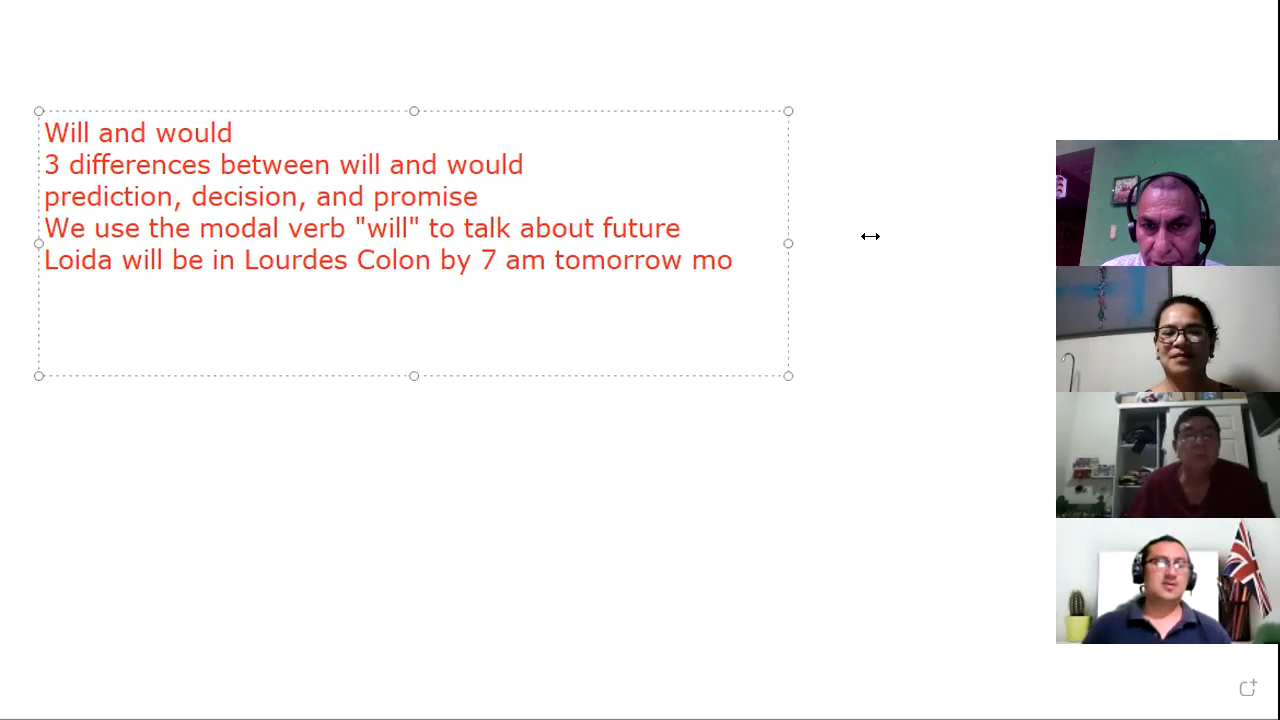 Will and would
3 differences between will and would
prediction, decision, and promise
We use the modal verb "will" to talk about future
Loida will be in Lourdes Colon by 7 am tomorrow mo